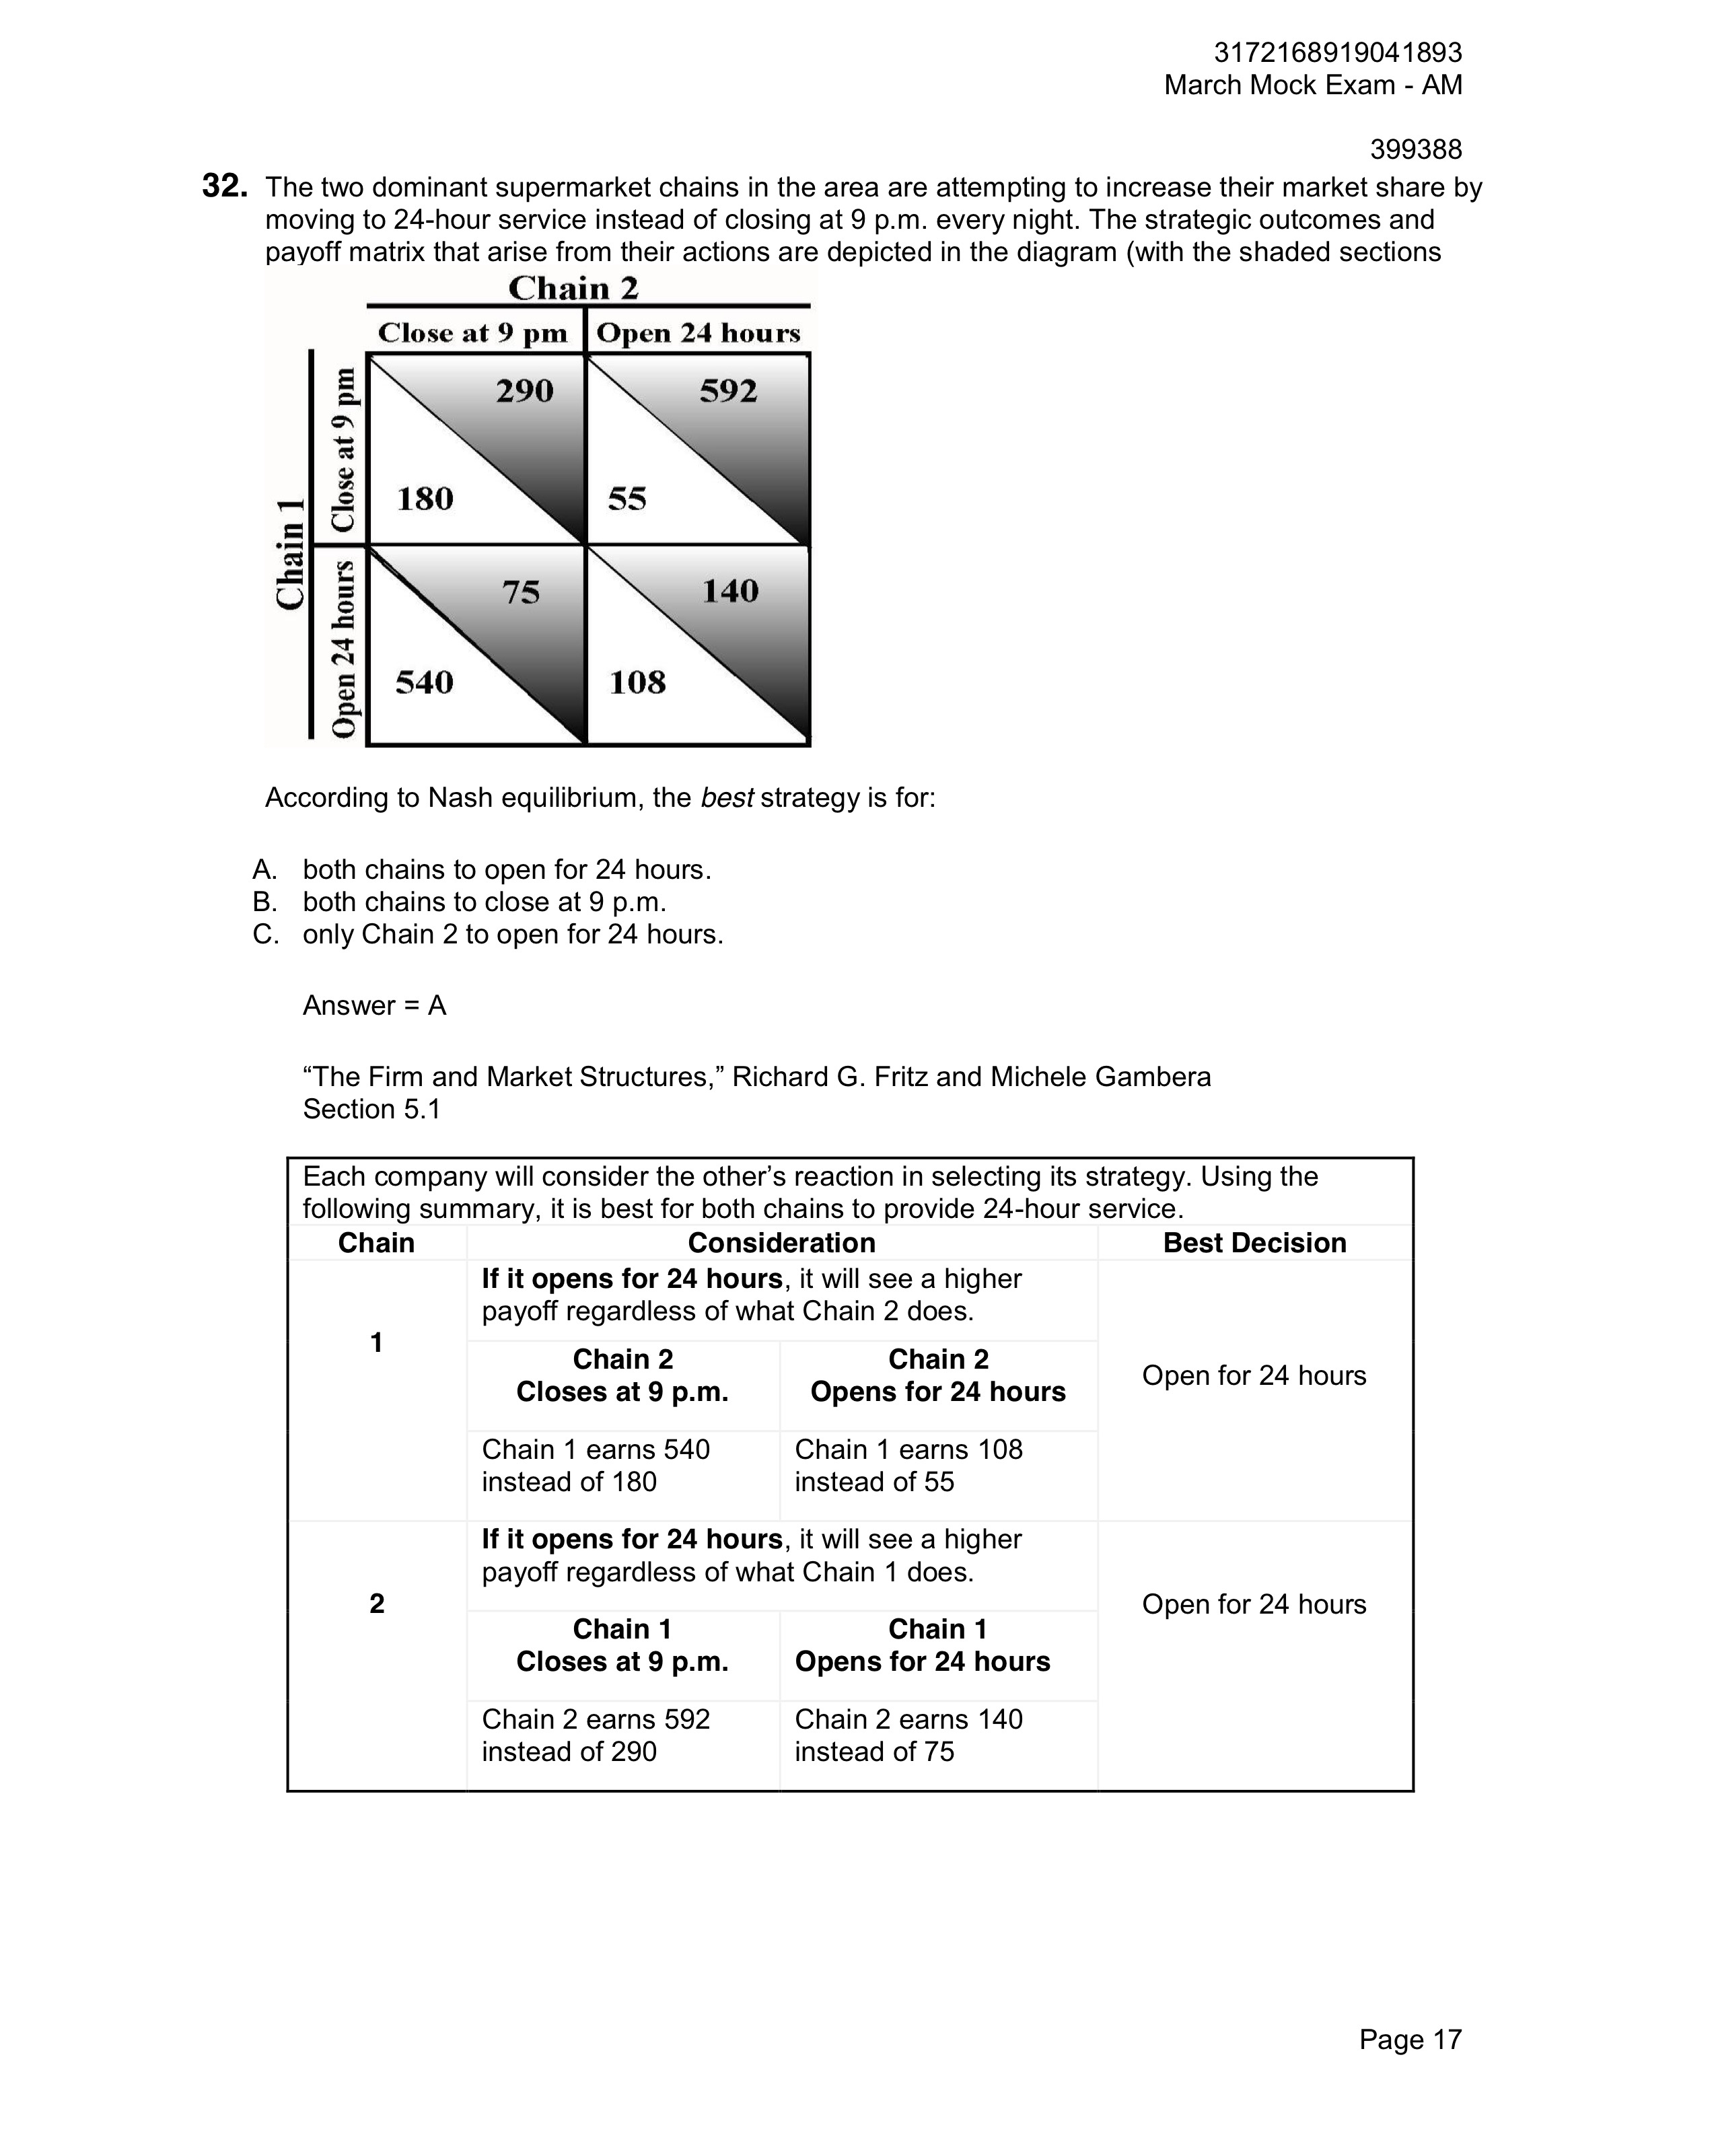 3172168919041893
March Mock Exam - AM
399388
32. The two dominant supermarket chains in the area are attempting to increase their market share by
moving to 24-hour service instead of closing at 9 p.m. every night. The strategic outcomes and
payoff matrix that arise from their actions are depicted in the diagram (with the shaded sections
Chain 2
Close at 9 pm Open 24 hours
Chain 1
Close at 9 pm
290 592
180 55
Open 24 hours
75 140
540 108
According to Nash equilibrium, the best strategy is for:
A. both chains to open for 24 hours.
B. both chains to close at 9 p.m.
C. only Chain 2 to open for 24 hours.
Answer = A
“The Firm and Market Structures,” Richard G. Fritz and Michele Gambera
Section 5.1
Each company will consider the other’s reaction in selecting its strategy. Using the
following summary, it is best for both chains to provide 24-hour service.
Chain Consideration Best Decision
1
If it opens for 24 hours, it will see a higher
payoff regardless of what Chain 2 does.
Chain 2 Chain 2
Closes at 9 p.m. Opens for 24 hours
Open for 24 hours
Chain 1 earns 540 Chain 1 earns 108
instead of 180 instead of 55
2
If it opens for 24 hours, it will see a higher
payoff regardless of what Chain 1 does.
Open for 24 hours
Chain 1 Chain 1
Closes at 9 p.m. Opens for 24 hours
Chain 2 earns 592 Chain 2 earns 140
instead of 290 instead of 75
Page 17